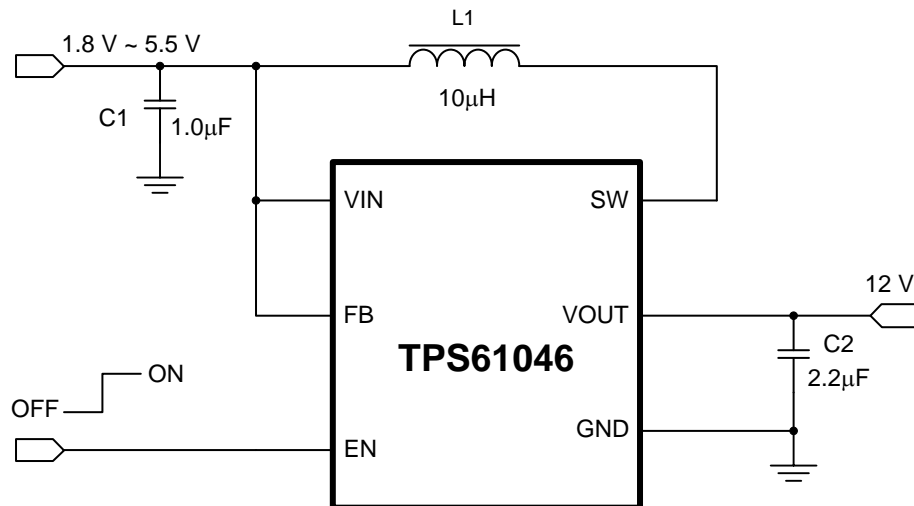 L1
1.8 V ~ 5.5 V
10μH
C1
1.0μF
VIN
SW
12 V
FB
VOUT
C2
TPS61046
2.2μF
ON
OFF
GND
EN